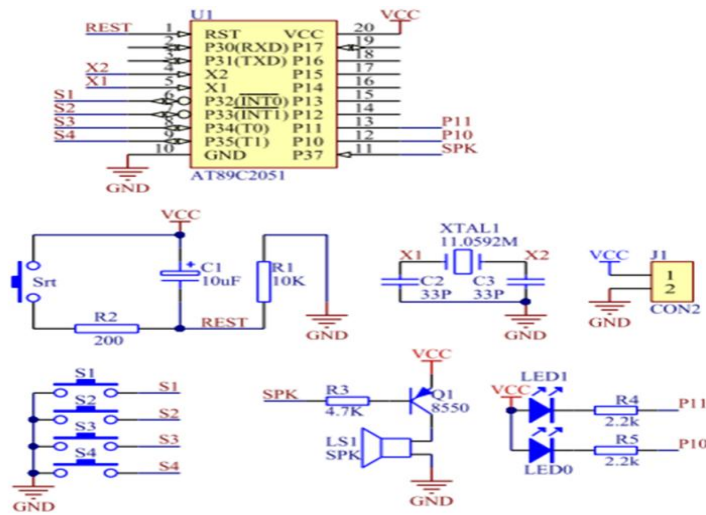 U1
VCC
REST 1 RST VCC 20
2 P30(RXD) P17 19
3 P31(TXD) P16 18
X2 4 X2 P15 17
X1 5 X1 P14 16
S1 6 P32(INT0) P13 15
S2 7 P33(INT1) P12 14
S3 8 P34(T0) P11 13 P11
S4 9 P35(T1) P10 12 P10
10 GND P37 11 SPK
GND AT89C2051
VCC
Srt
C1
10uF
R1
10K
R2
200
REST
GND
XTAL1
11.0592M
X1 X2
C2 C3
33P 33P
GND
VCC J1
1
2
CON2
GND
S1 S1
S2 S2
S3 S3
S4 S4
GND
VCC
SPK R3
4.7K
Q1
8550
LS1
SPK
GND
LED1
VCC
R4 P11
2.2k
R5 P10
2.2k
LED0